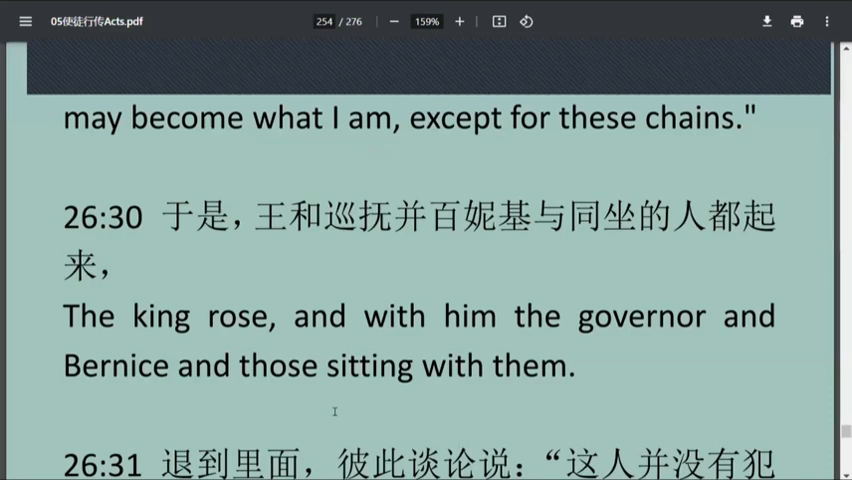 05使徒行传Acts.pdf
254 / 276
159%
may become what I am, except for these chains."
26:30 于是，王和巡抚并百妮基与同坐的人都起
来，
The king rose, and with him the governor and
Bernice and those sitting with them.
26:31 退到里面，彼此谈论说：“这人并没有犯